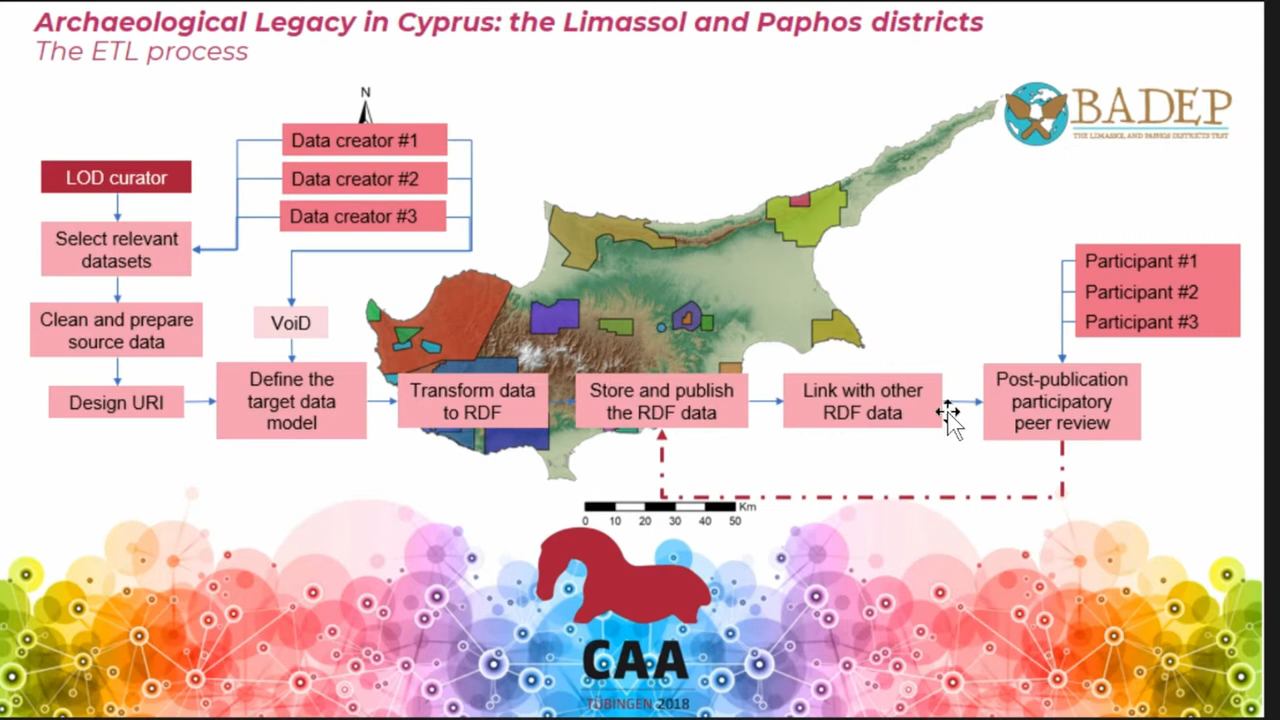 Archaeological Legacy in Cyprus: the Limassol and Paphos districts
The ETL process
N
BADEP
THE LIMASSOL AND PAPHOS DISTRICTS TEST
Data creator #1
Data creator #2
Data creator #3
LOD curator
Select relevant
datasets
Clean and prepare
source data
Design URI
VoiD
Define the
target data
model
Transform data
to RDF
Store and publish
the RDF data
Link with other
RDF data
Participant #1
Participant #2
Participant #3
Post-publication
participatory
peer review
Km
0 10 20 30 40 50
CAA
TÜBINGEN 2018